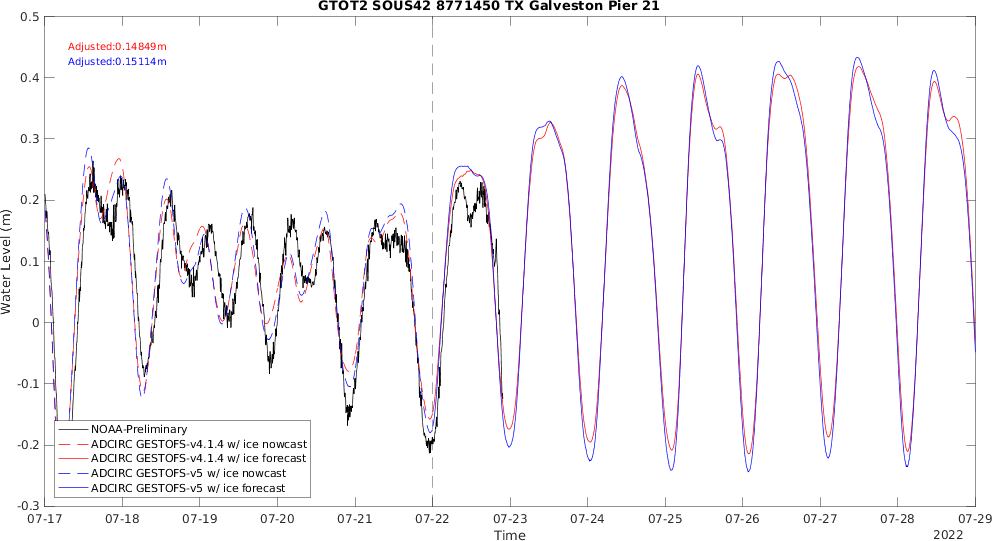 GTOT2 SOUS42 8771450 TX Galveston Pier 21
Adjusted:0.14849m
Adjusted:0.15114m
0.5
0.4
0.3
0.2
0.1
0
-0.1
-0.2
-0.3
Water Level (m)
NOAA-Preliminary
ADCIRC GESTOFS-v4.1.4 w/ ice nowcast
ADCIRC GESTOFS-v4.1.4 w/ ice forecast
ADCIRC GESTOFS-v5 w/ ice nowcast
ADCIRC GESTOFS-v5 w/ ice forecast
07-17 07-18 07-19 07-20 07-21 07-22 07-23 07-24 07-25 07-26 07-27 07-28 07-29
Time
2022